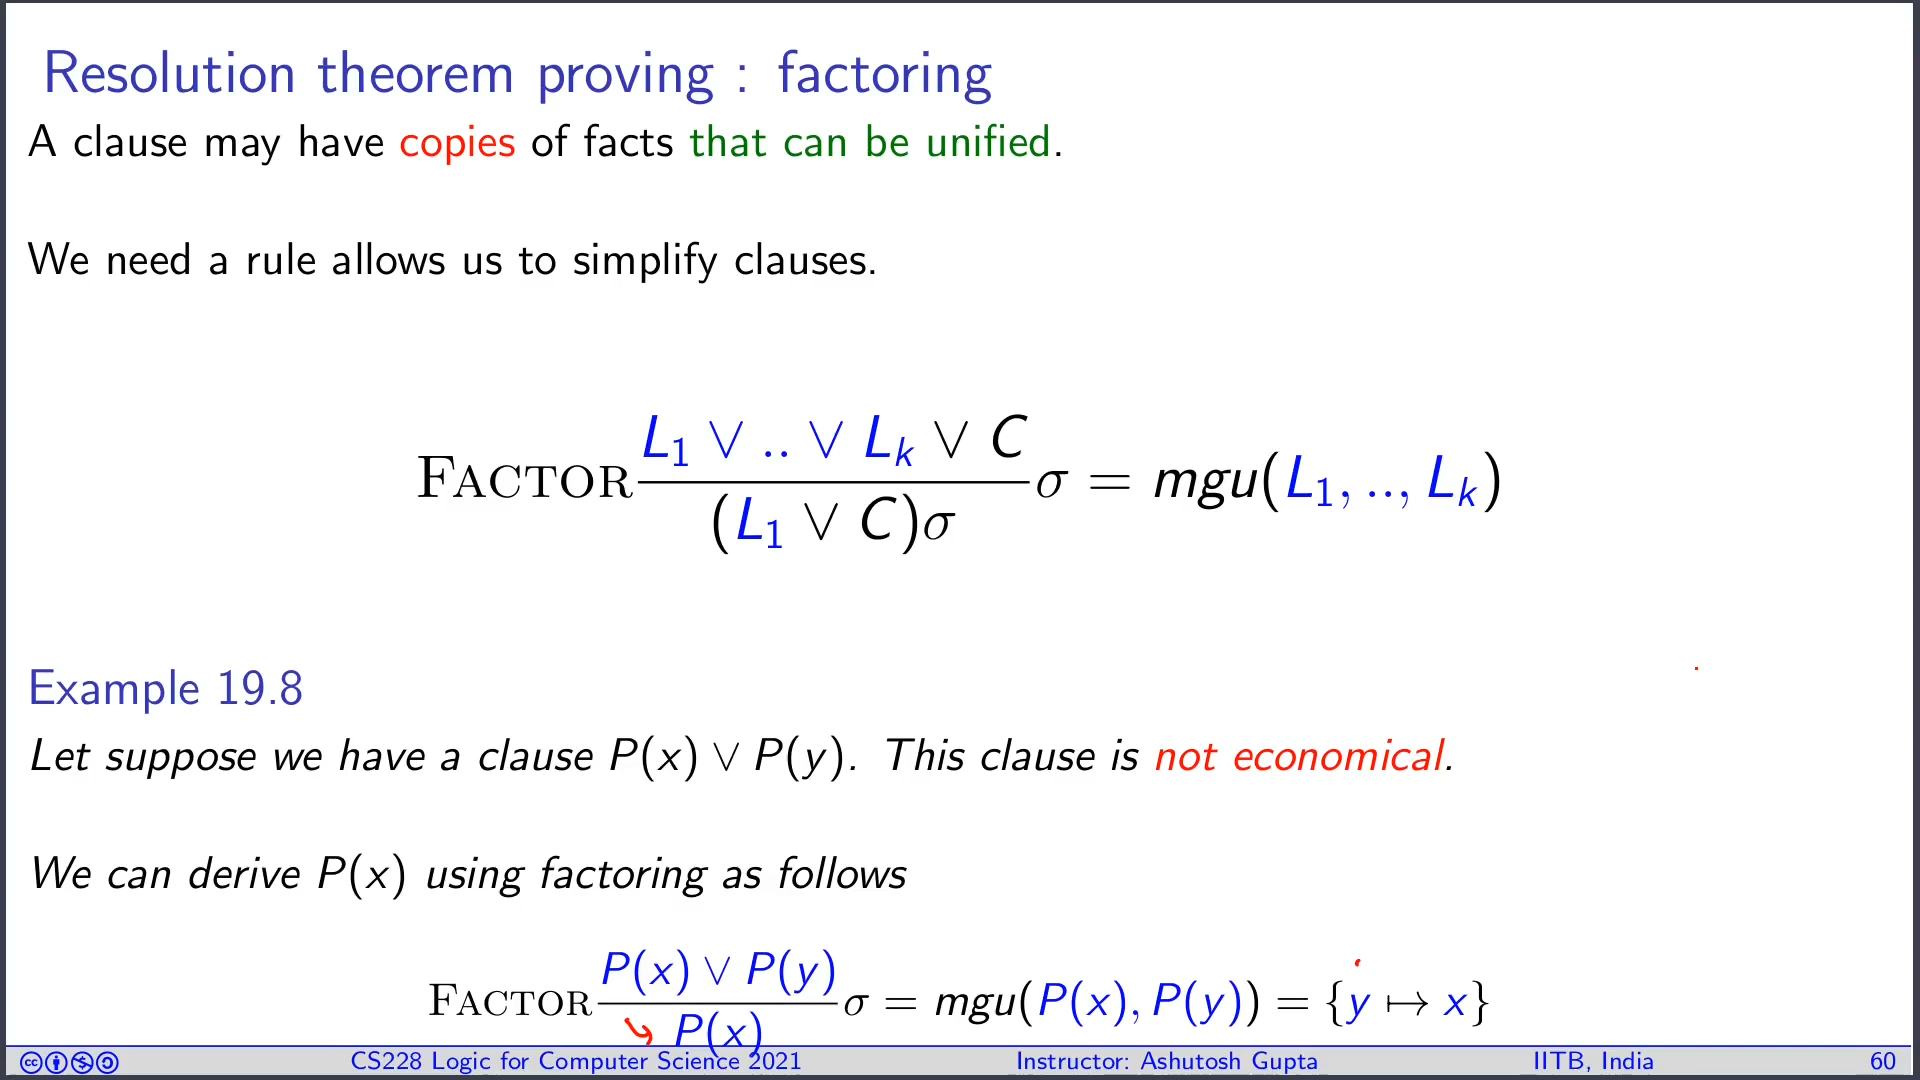 Resolution theorem proving : factoring
A clause may have copies of facts that can be unified.
We need a rule allows us to simplify clauses.
L1 ∨ .. ∨ Lk ∨ C
FACTOR σ = mgu(L1, .., Lk)
(L1 ∨ C)σ
Example 19.8
Let suppose we have a clause P(x) ∨ P(y). This clause is not economical.
We can derive P(x) using factoring as follows
P(x) ∨ P(y)
FACTOR σ = mgu(P(x), P(y)) = {y ↦ x}
P(x)
CS228 Logic for Computer Science 2021 Instructor: Ashutosh Gupta IITB, India 60